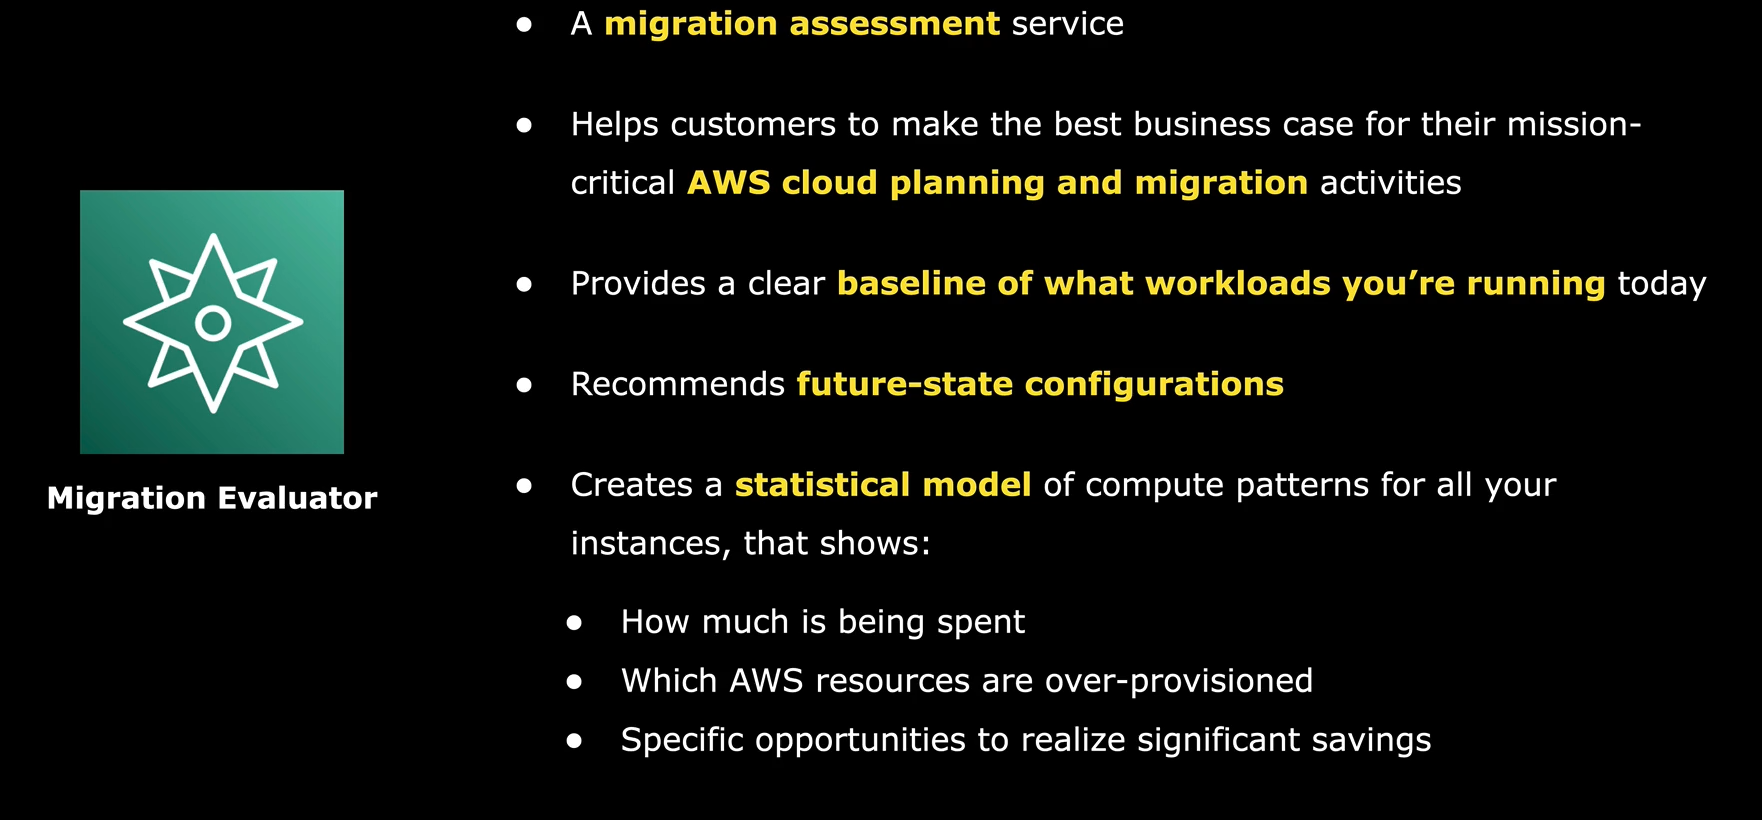 ● A migration assessment service
● Helps customers to make the best business case for their mission-
critical AWS cloud planning and migration activities
● Provides a clear baseline of what workloads you’re running today
● Recommends future-state configurations
● Creates a statistical model of compute patterns for all your
instances, that shows:
● How much is being spent
● Which AWS resources are over-provisioned
● Specific opportunities to realize significant savings
Migration Evaluator